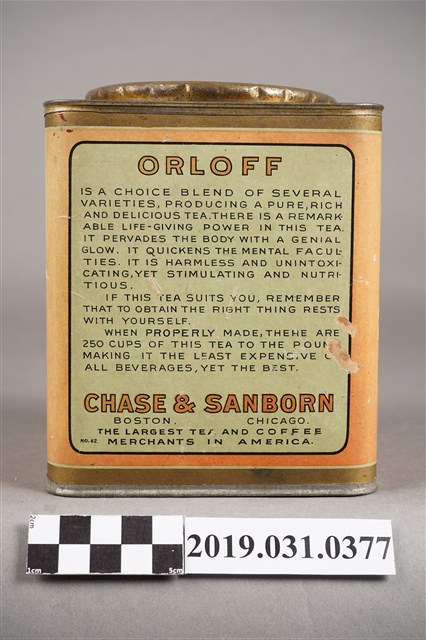 ORLOFF
IS A CHOICE BLEND OF SEVERAL
VARIETIES, PRODUCING A PURE, RICH
AND DELICIOUS TEA. THERE IS A REMARK-
ABLE LIFE-GIVING POWER IN THIS TEA.
IT PERVADES THE BODY WITH A GENIAL
GLOW. IT QUICKENS THE MENTAL FACUL-
TIES. IT IS HARMLESS AND UNINTOXI-
CATING, YET STIMULATING AND NUTRI-
TIOUS.
IF THIS TEA SUITS YOU, REMEMBER
THAT TO OBTAIN THE RIGHT THING RESTS
WITH YOURSELF.
WHEN PROPERLY MADE, THEHE ARE
250 CUPS OF THIS TEA TO THE POUN
MAKING IT THE LEAST EXPENSIVE O
ALL BEVERAGES, YET THE BEST.
CHASE & SANBORN
BOSTON. CHICAGO.
THE LARGEST TEA AND COFFEE
NO. 62. MERCHANTS IN AMERICA.
2cm
1cm 5cm
2019.031.0377